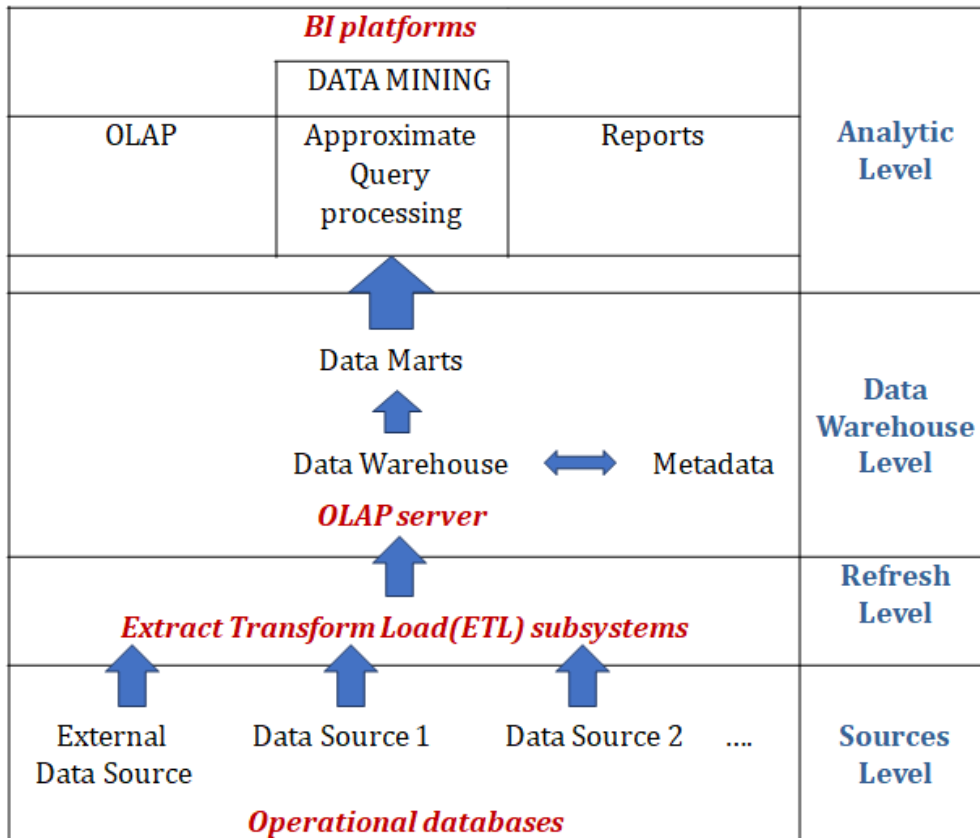 BI platforms
DATA MINING
OLAP
Approximate
Query
processing
Reports
Analytic
Level
Data Marts
Data Warehouse
Metadata
OLAP server
Data
Warehouse
Level
Extract Transform Load(ETL) subsystems
Refresh
Level
External
Data Source
Data Source 1
Data Source 2
....
Operational databases
Sources
Level